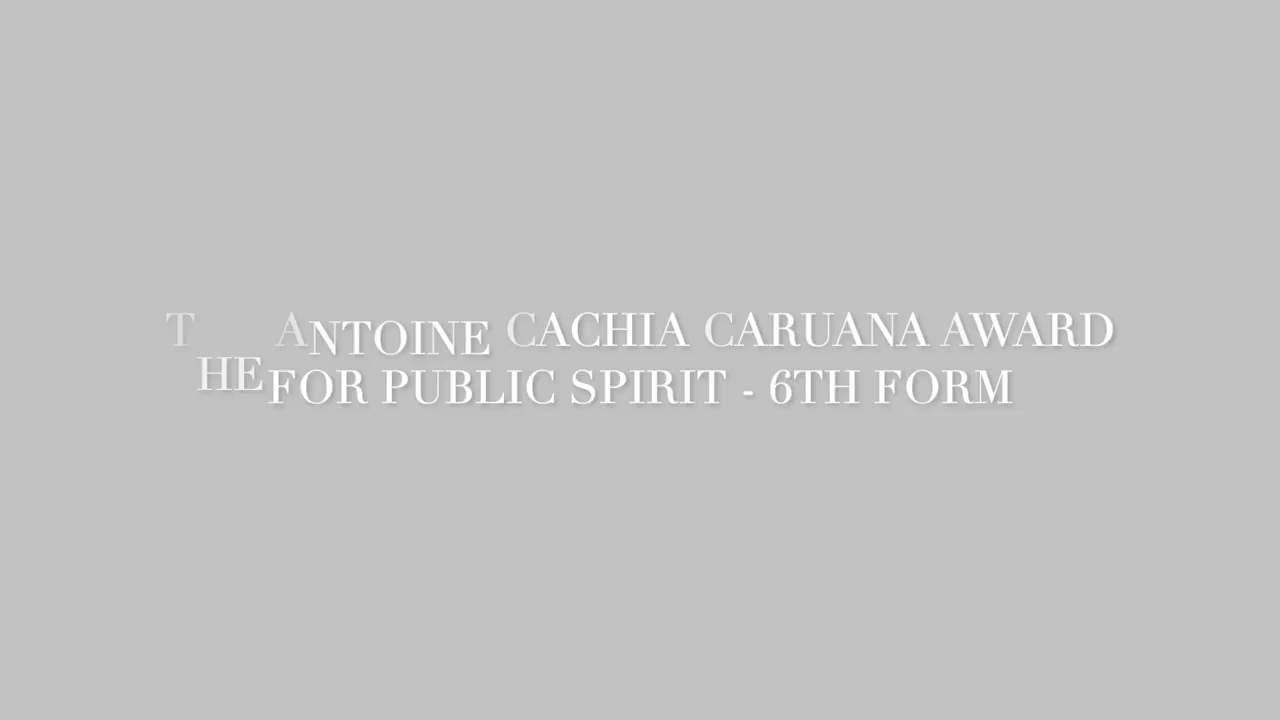 THE ANTOINE CACHIA CARUANA AWARD
FOR PUBLIC SPIRIT - 6TH FORM